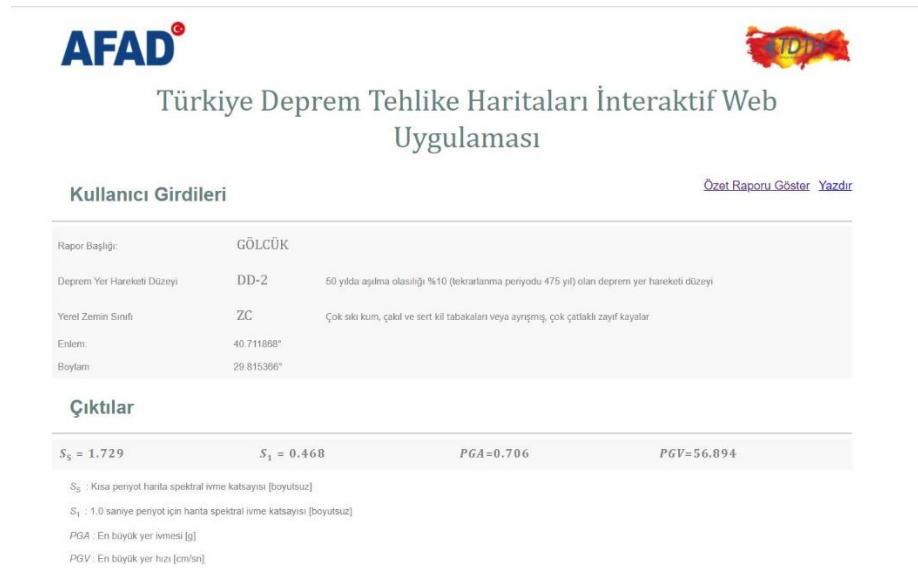 AFAD
TDTH
Türkiye Deprem Tehlike Haritaları İnteraktif Web
Uygulaması
Kullanıcı Girdileri
Özet Raporu Göster Yazdır
Rapor Başlığı: GÖLCÜK
Deprem Yer Hareketi Düzeyi DD-2 50 yılda aşılma olasılığı %10 (tekrarlanma periyodu 475 yıl) olan deprem yer hareketi düzeyi
Yerel Zemin Sınıfı ZC Çok sıkı kum, çakıl ve sert kil tabakaları veya ayrışmış, çok çatlaklı zayıf kayalar
Enlem: 40.711868°
Boylam 29.815366°
Çıktılar
S_S = 1.729 S_1 = 0.468 PGA=0.706 PGV=56.894
S_S : Kısa periyot harita spektral ivme katsayısı [boyutsuz]
S_1 : 1.0 saniye periyot için harita spektral ivme katsayısı [boyutsuz]
PGA : En büyük yer ivmesi [g]
PGV : En büyük yer hızı [cm/sn]